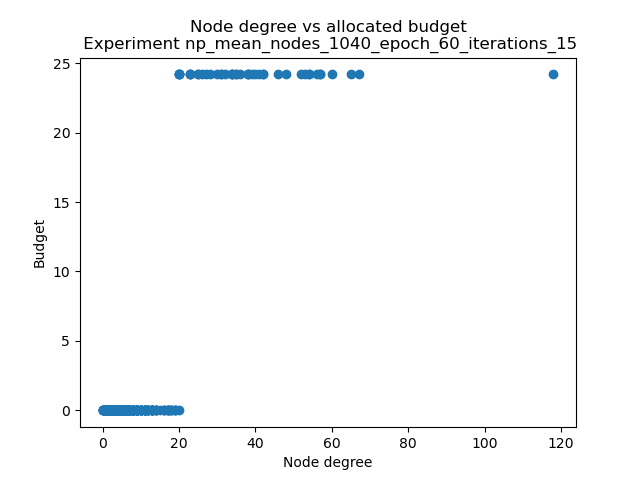 Node degree vs allocated budget
Experiment np_mean_nodes_1040_epoch_60_iterations_15
25
20
15
10
5
0
Budget
0 20 40 60 80 100 120
Node degree